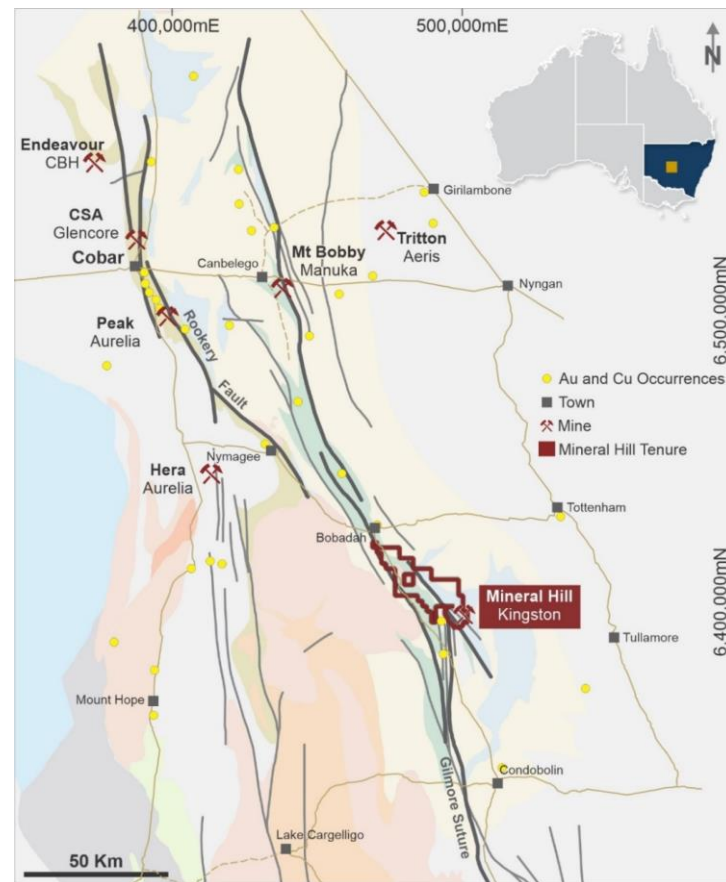 400,000mE
500,000mE
N
Endeavour
CBH
Girilambone
CSA
Glencore
Tritton
Aeris
Cobar
Canbelego
Mt Bobby
Manuka
Nyngan
6,500,000mN
Peak
Aurelia
Rookery
Fault
Au and Cu Occurrences
Town
Mine
Mineral Hill Tenure
Nymagee
Hera
Aurelia
Tottenham
Bobadah
Mineral Hill
Kingston
6,400,000mN
Tullamore
Mount Hope
Gilmore Suture
Condobolin
Lake Cargelligo
50 Km